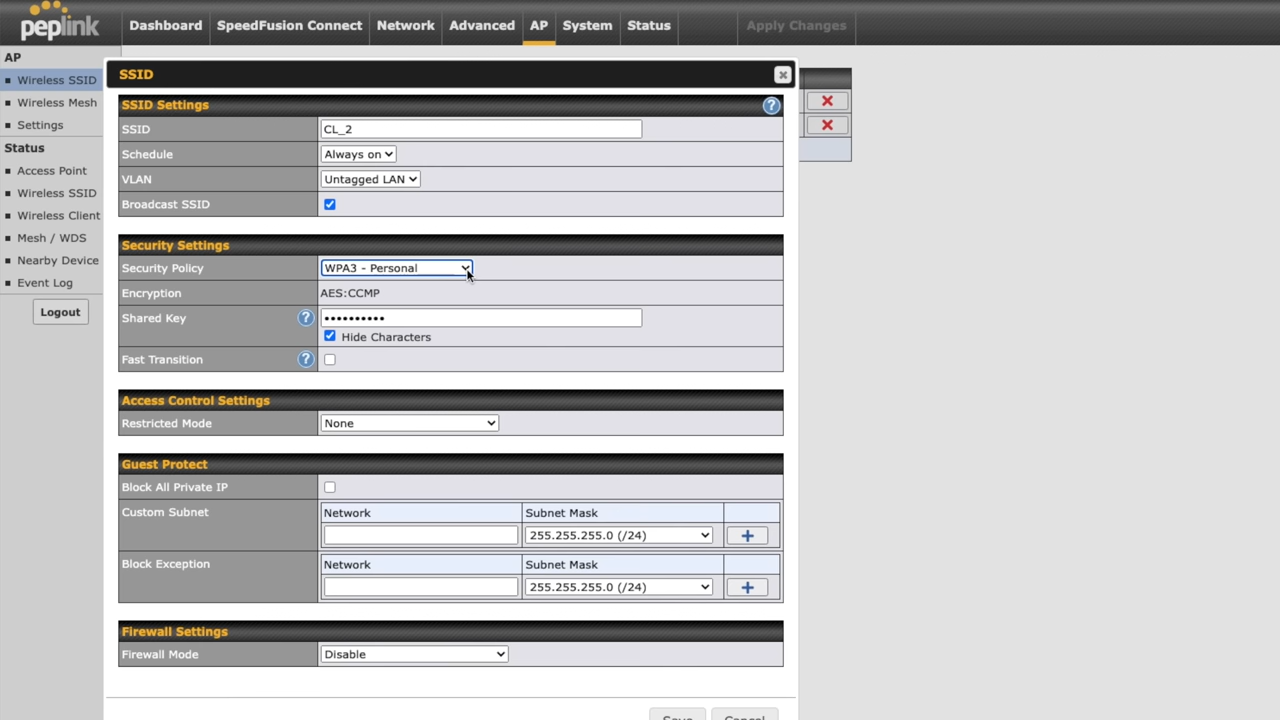 peplink
Dashboard SpeedFusion Connect Network Advanced AP System Status Apply Changes
AP
Wireless SSID
Wireless Mesh
Settings
Status
Access Point
Wireless SSID
Wireless Client
Mesh / WDS
Nearby Device
Event Log
Logout
SSID
SSID Settings
SSID CL_2
Schedule Always on
VLAN Untagged LAN
Broadcast SSID
Security Settings
Security Policy WPA3 - Personal
Encryption AES:CCMP
Shared Key ••••••••••
Hide Characters
Fast Transition
Access Control Settings
Restricted Mode None
Guest Protect
Block All Private IP
Custom Subnet Network Subnet Mask
255.255.255.0 (/24)
Block Exception Network Subnet Mask
255.255.255.0 (/24)
Firewall Settings
Firewall Mode Disable
Save Cancel